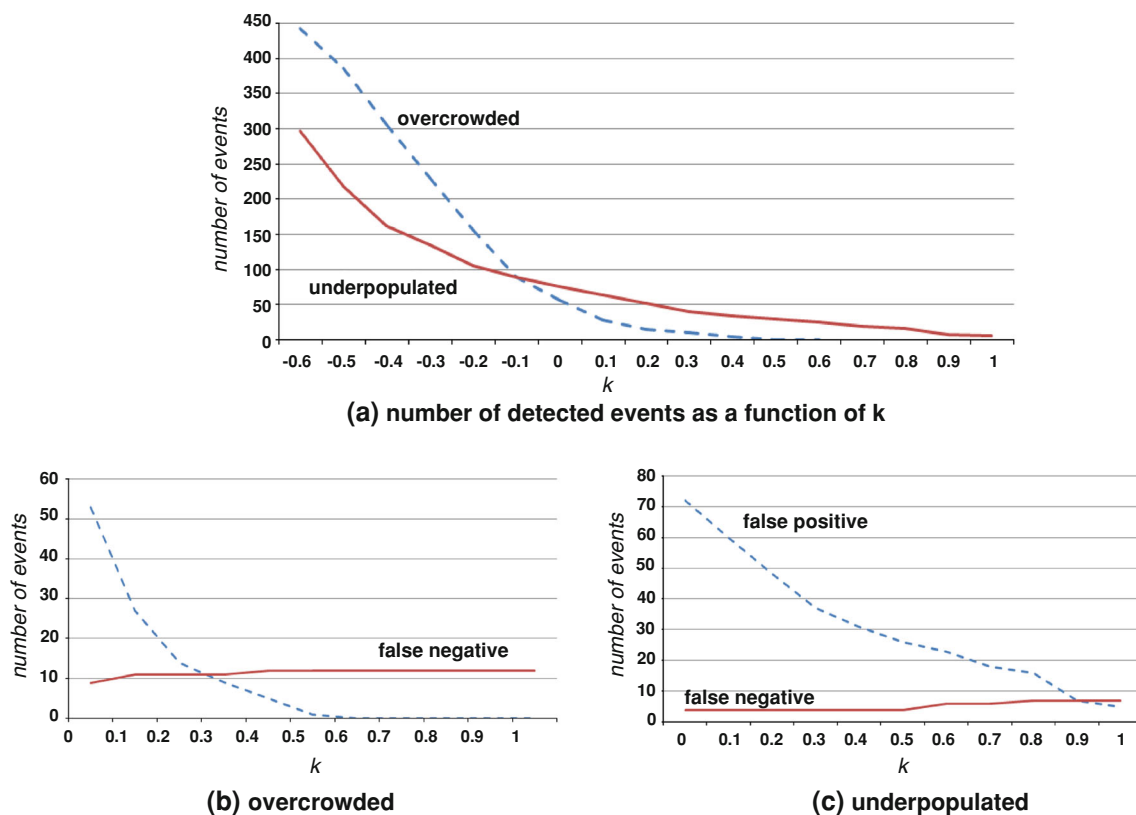 450
400
350
300
250
200
150
100
50
0
number of events
overcrowded
underpopulated
-0.6 -0.5 -0.4 -0.3 -0.2 -0.1 0 0.1 0.2 0.3 0.4 0.5 0.6 0.7 0.8 0.9 1
k
(a) number of detected events as a function of k
60
50
40
30
20
10
0
number of events
false negative
0 0.1 0.2 0.3 0.4 0.5 0.6 0.7 0.8 0.9 1
k
(b) overcrowded
80
70
60
50
40
30
20
10
0
number of events
false positive
false negative
0 0.1 0.2 0.3 0.4 0.5 0.6 0.7 0.8 0.9 1
k
(c) underpopulated